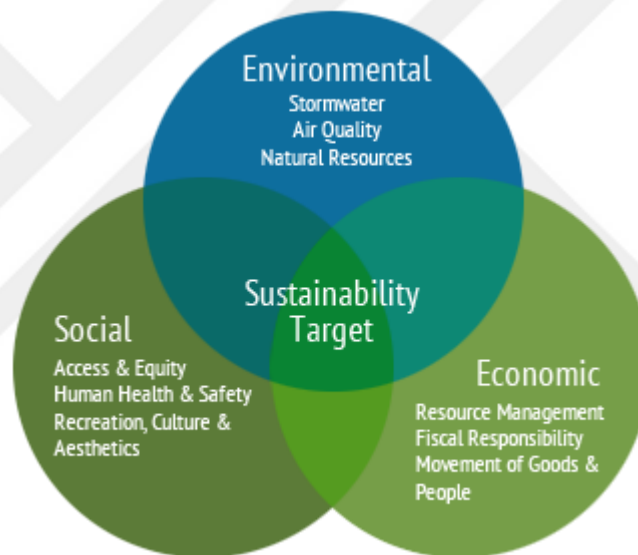 Environmental
Stormwater
Air Quality
Natural Resources
Sustainability
Target
Social
Access & Equity
Human Health & Safety
Recreation, Culture &
Aesthetics
Economic
Resource Management
Fiscal Responsibility
Movement of Goods &
People